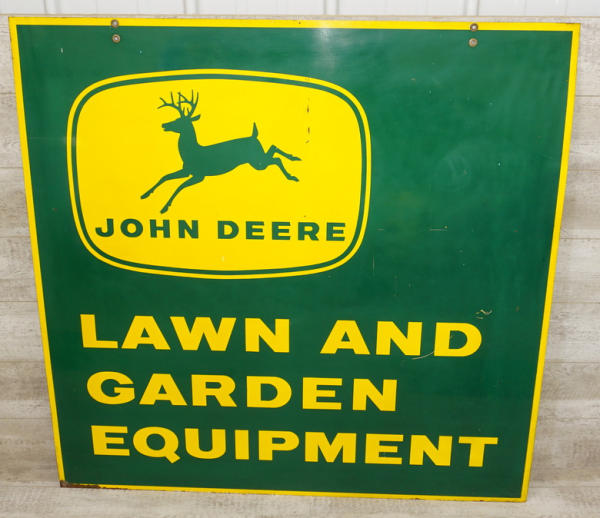 JOHN DEERE
LAWN AND
GARDEN
EQUIPMENT